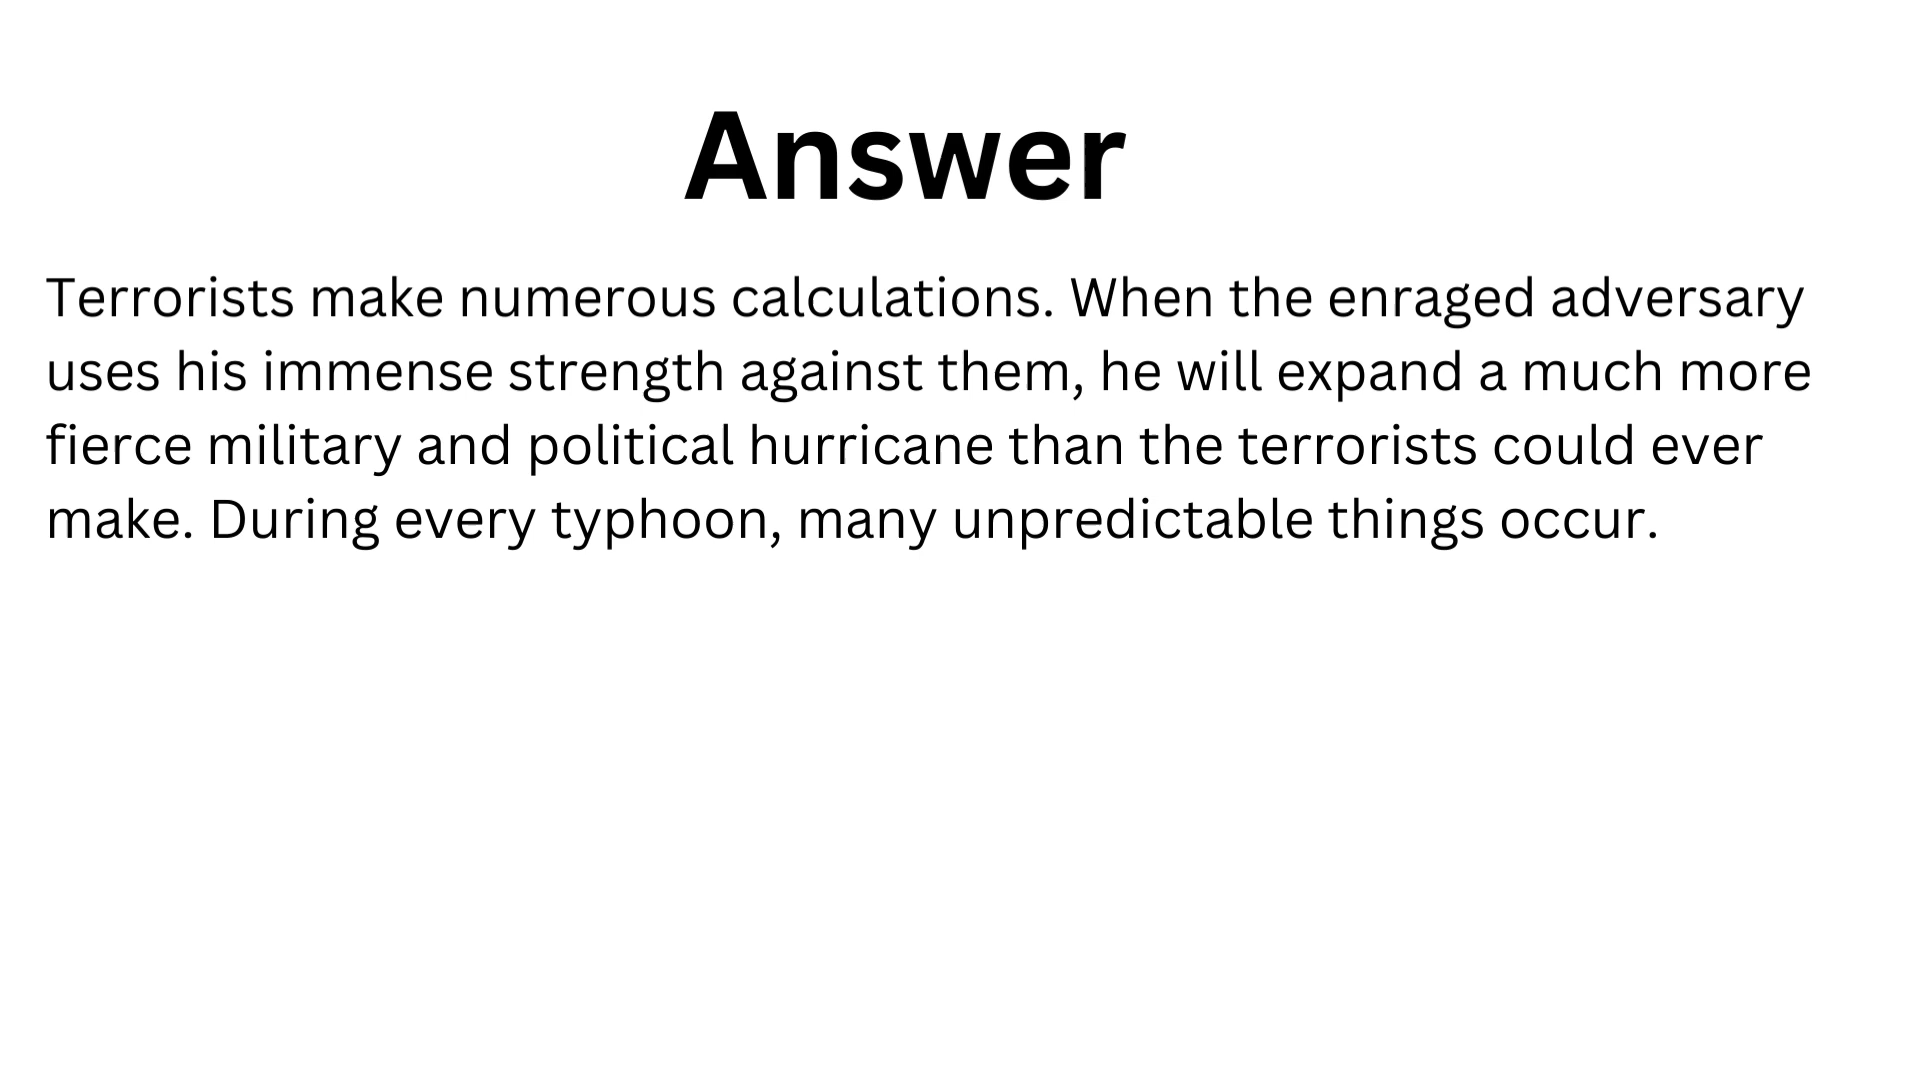 Answer
Terrorists make numerous calculations. When the enraged adversary
uses his immense strength against them, he will expand a much more
fierce military and political hurricane than the terrorists could ever
make. During every typhoon, many unpredictable things occur.